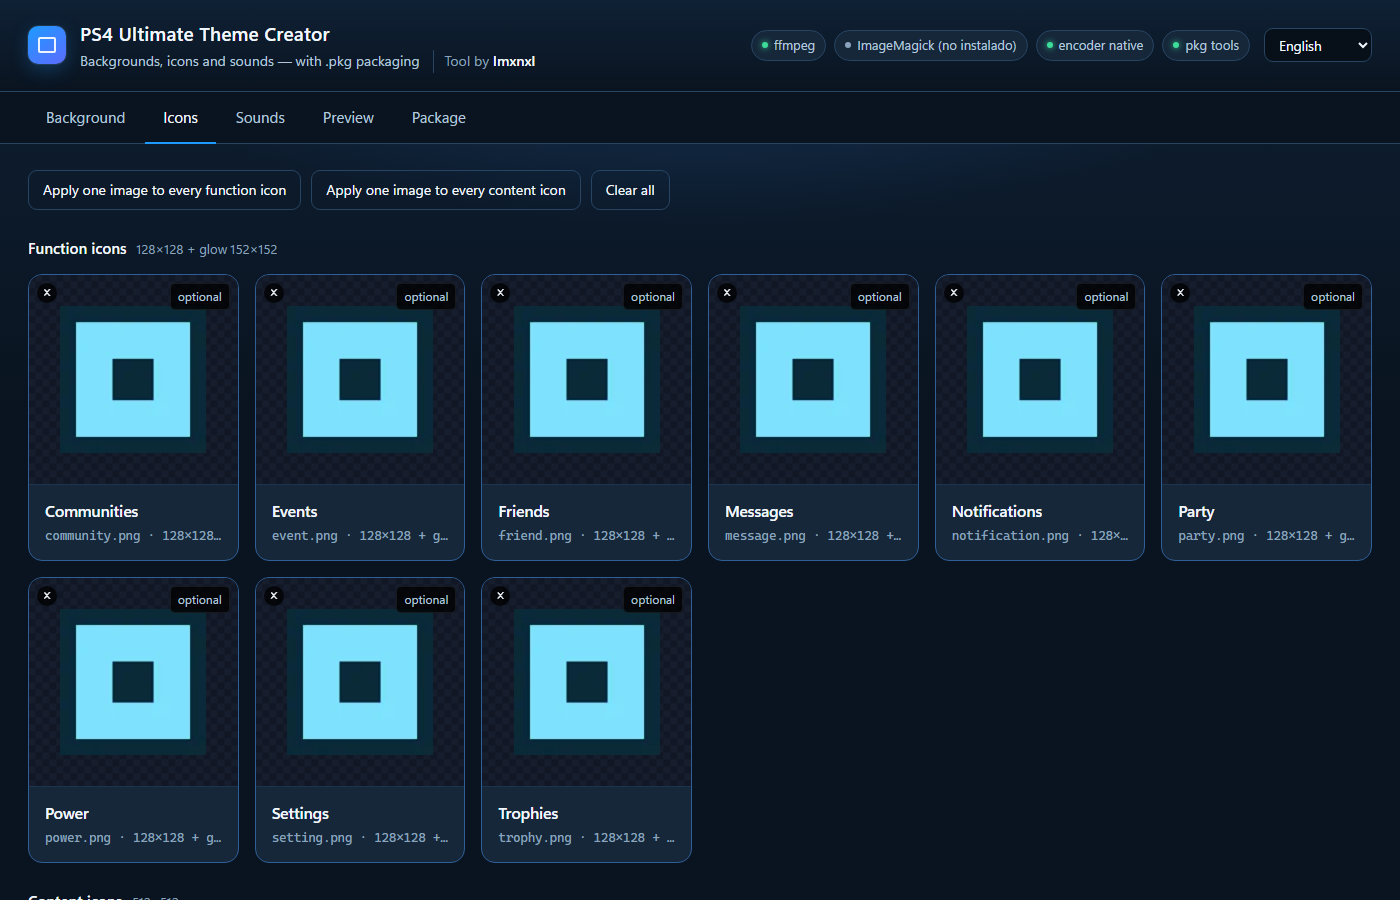 PS4 Ultimate Theme Creator
Backgrounds, icons and sounds — with .pkg packaging
Tool by lmxnxl
ffmpeg
ImageMagick (no instalado)
encoder native
pkg tools
English
Background
Icons
Sounds
Preview
Package
Apply one image to every function icon
Apply one image to every content icon
Clear all
Function icons 128×128 + glow 152×152
x optional
x optional
x optional
x optional
x optional
x optional
Communities
community.png · 128×128…
Events
event.png · 128×128 + g…
Friends
friend.png · 128×128 + …
Messages
message.png · 128×128 +…
Notifications
notification.png · 128×…
Party
party.png · 128×128 + g…
x optional
x optional
x optional
Power
power.png · 128×128 + g…
Settings
setting.png · 128×128 +…
Trophies
trophy.png · 128×128 + …
Content icons